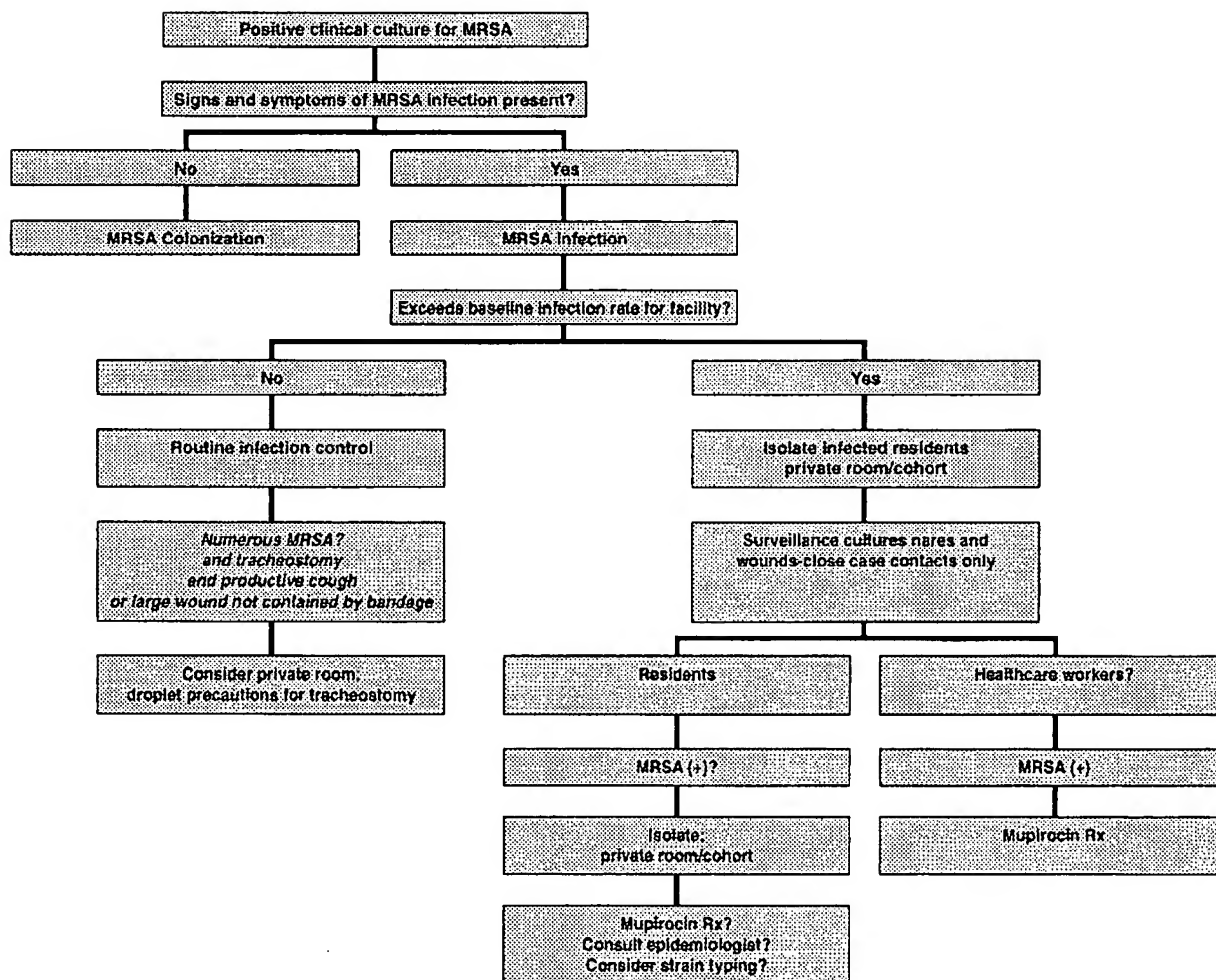 Positive clinical culture for MRSA
Signs and symptoms of MRSA infection present?
No
Yes
MRSA Colonization
MRSA Infection
Exceeds baseline infection rate for facility?
No
Yes
Routine infection control
Isolate infected residents
private room/cohort
Numerous MRSA?
and tracheostomy
and productive cough
or large wound not contained by bandage
Surveillance cultures nares and
wounds-close case contacts only
Consider private room;
droplet precautions for tracheostomy
Residents
Healthcare workers?
MRSA (+)?
MRSA (+)
Isolate;
private room/cohort
Mupirocin Rx
Mupirocin Rx?
Consult epidemiologist?
Consider strain typing?